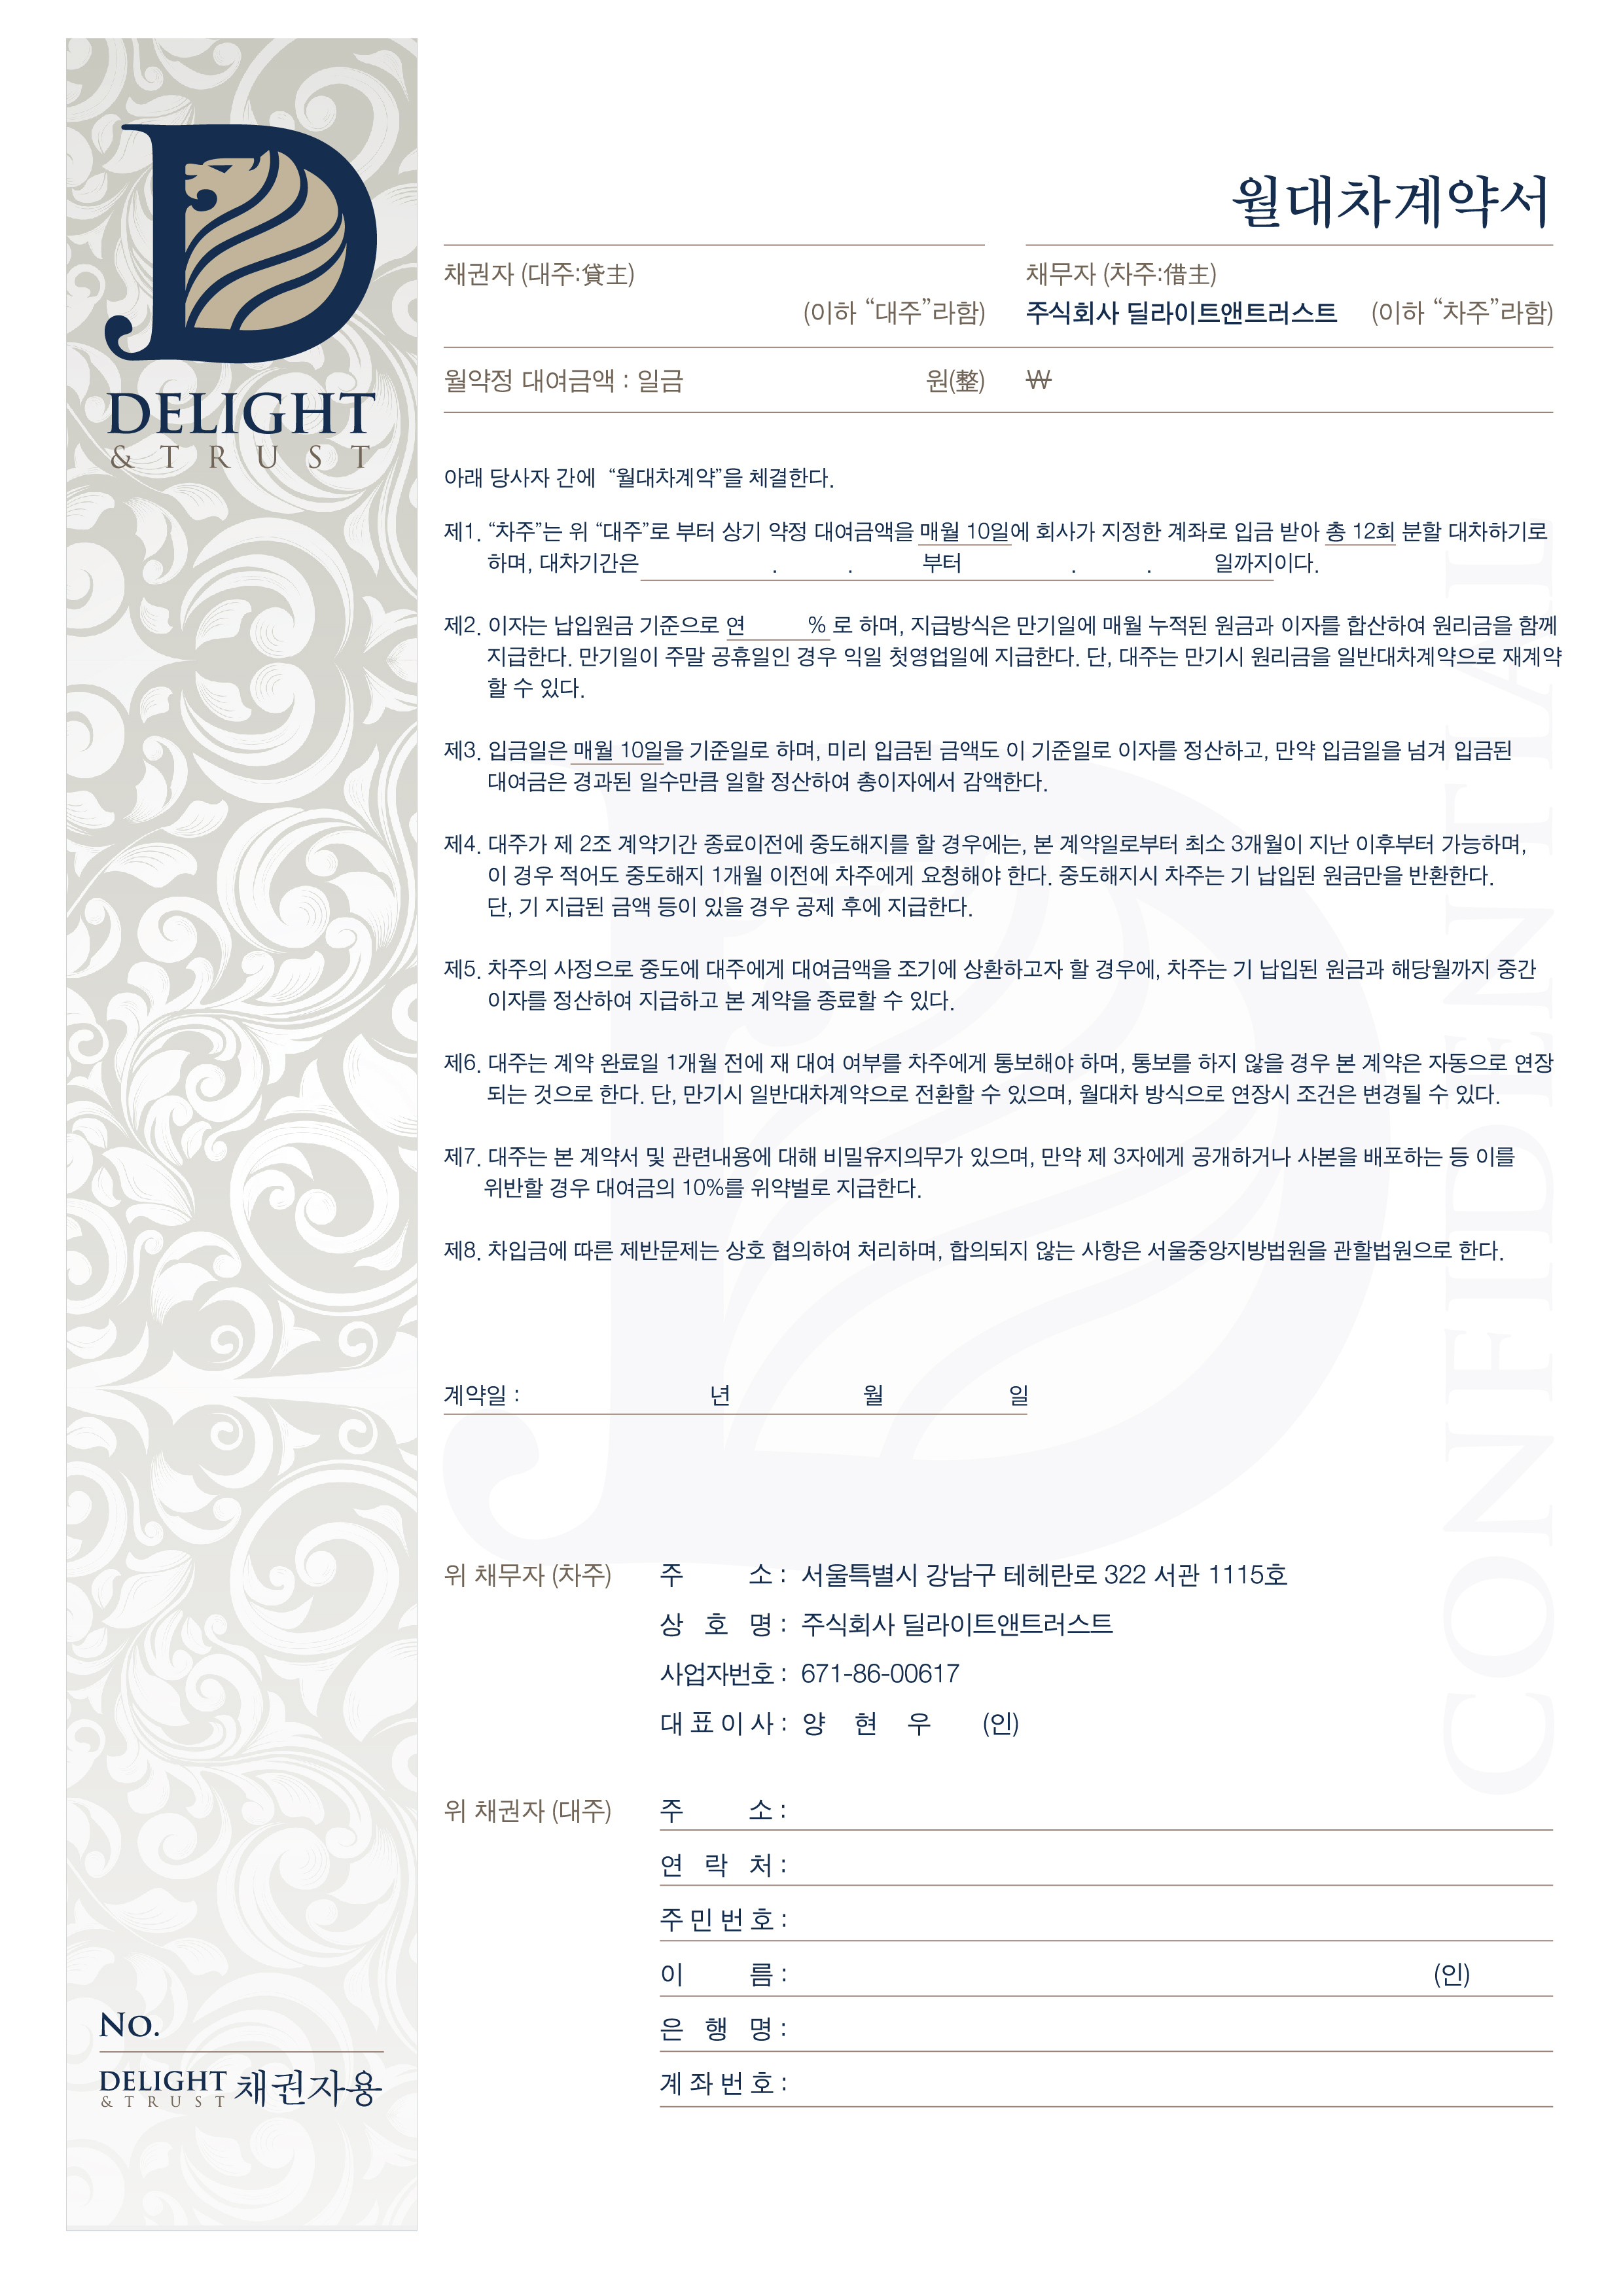 DELIGHT
& TRUST
월대차계약서
채권자 (대주:貸主)
(이하 “대주”라함)
채무자 (차주:借主)
주식회사 딜라이트앤트러스트 (이하 “차주”라함)
월약정 대여금액 : 일금 원(整) ₩
아래 당사자 간에 “월대차계약”을 체결한다.
제1. “차주”는 위 “대주”로 부터 상기 약정 대여금액을 매월 10일에 회사가 지정한 계좌로 입금 받아 총 12회 분할 대차하기로
하며, 대차기간은 . . 부터 . . 일까지이다.
제2. 이자는 납입원금 기준으로 연 % 로 하며, 지급방식은 만기일에 매월 누적된 원금과 이자를 합산하여 원리금을 함께
지급한다. 만기일이 주말 공휴일인 경우 익일 첫영업일에 지급한다. 단, 대주는 만기시 원리금을 일반대차계약으로 재계약
할 수 있다.
제3. 입금일은 매월 10일을 기준일로 하며, 미리 입금된 금액도 이 기준일로 이자를 정산하고, 만약 입금일을 넘겨 입금된
대여금은 경과된 일수만큼 일할 정산하여 총이자에서 감액한다.
제4. 대주가 제 2조 계약기간 종료이전에 중도해지를 할 경우에는, 본 계약일로부터 최소 3개월이 지난 이후부터 가능하며,
이 경우 적어도 중도해지 1개월 이전에 차주에게 요청해야 한다. 중도해지시 차주는 기 납입된 원금만을 반환한다.
단, 기 지급된 금액 등이 있을 경우 공제 후에 지급한다.
제5. 차주의 사정으로 중도에 대주에게 대여금액을 조기에 상환하고자 할 경우에, 차주는 기 납입된 원금과 해당월까지 중간
이자를 정산하여 지급하고 본 계약을 종료할 수 있다.
제6. 대주는 계약 완료일 1개월 전에 재 대여 여부를 차주에게 통보해야 하며, 통보를 하지 않을 경우 본 계약은 자동으로 연장
되는 것으로 한다. 단, 만기시 일반대차계약으로 전환할 수 있으며, 월대차 방식으로 연장시 조건은 변경될 수 있다.
제7. 대주는 본 계약서 및 관련내용에 대해 비밀유지의무가 있으며, 만약 제 3자에게 공개하거나 사본을 배포하는 등 이를
위반할 경우 대여금의 10%를 위약벌로 지급한다.
제8. 차입금에 따른 제반문제는 상호 협의하여 처리하며, 합의되지 않는 사항은 서울중앙지방법원을 관할법원으로 한다.
계약일 : 년 월 일
위 채무자 (차주) 주 소 : 서울특별시 강남구 테헤란로 322 서관 1115호
상 호 명 : 주식회사 딜라이트앤트러스트
사업자번호 : 671-86-00617
대 표 이 사 : 양 현 우 (인)
위 채권자 (대주) 주 소 :
연 락 처 :
주 민 번 호 :
이 름 : (인)
은 행 명 :
계 좌 번 호 :
CONFIDENTIAL
No.
DELIGHT
& TRUST
채권자용